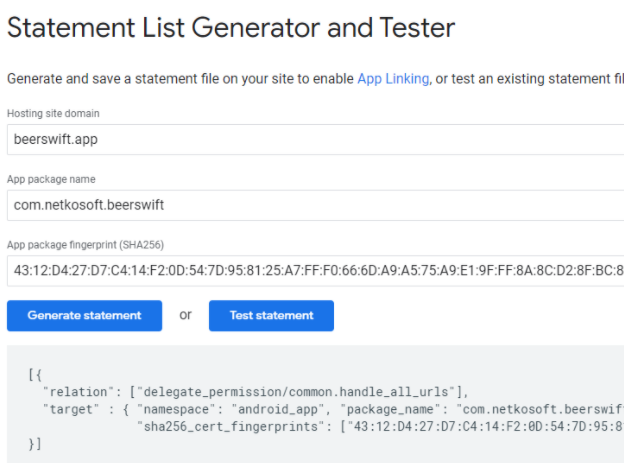 Statement List Generator and Tester
Generate and save a statement file on your site to enable App Linking, or test an existing statement fil
Hosting site domain
beerswift.app
App package name
com.netkosoft.beerswift
App package fingerprint (SHA256)
43:12:D4:27:D7:C4:14:F2:0D:54:7D:95:81:25:A7:FF:F0:66:6D:A9:A5:75:A9:E1:9F:FF:8A:8C:D2:8F:BC:8
Generate statement or Test statement
[{
  "relation": ["delegate_permission/common.handle_all_urls"],
  "target" : { "namespace": "android_app", "package_name": "com.netkosoft.beerswif
               "sha256_cert_fingerprints": ["43:12:D4:27:D7:C4:14:F2:0D:54:7D:95:8
}]